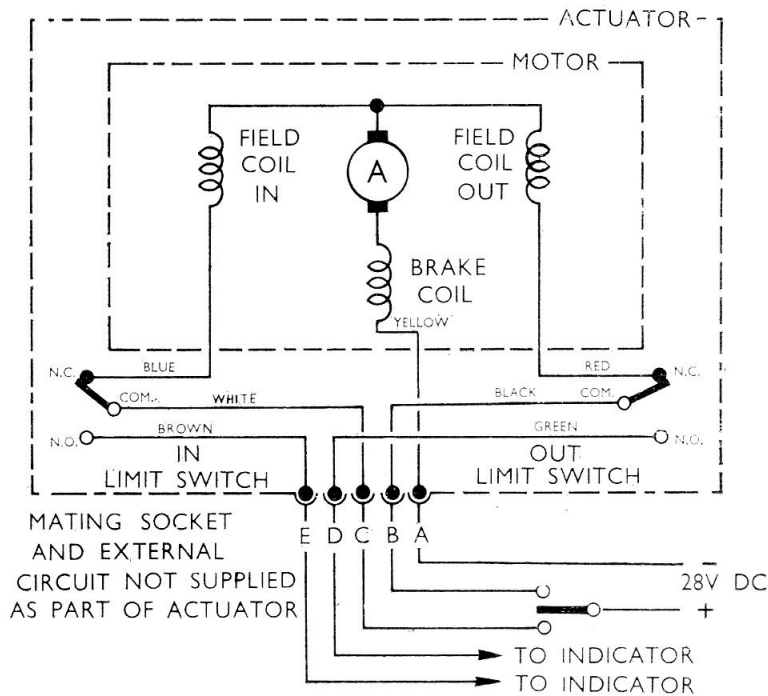 ACTUATOR
MOTOR
FIELD
COIL
IN
FIELD
COIL
OUT
A
BRAKE
COIL
YELLOW
N.C.
BLUE
RED
N.C.
COM.
WHITE
BLACK
COM.
N.O.
BROWN
GREEN
N.O.
IN
LIMIT SWITCH
OUT
LIMIT SWITCH
E D C B A
MATING SOCKET
AND EXTERNAL
CIRCUIT NOT SUPPLIED
AS PART OF ACTUATOR
–
28V DC
+
TO INDICATOR
TO INDICATOR